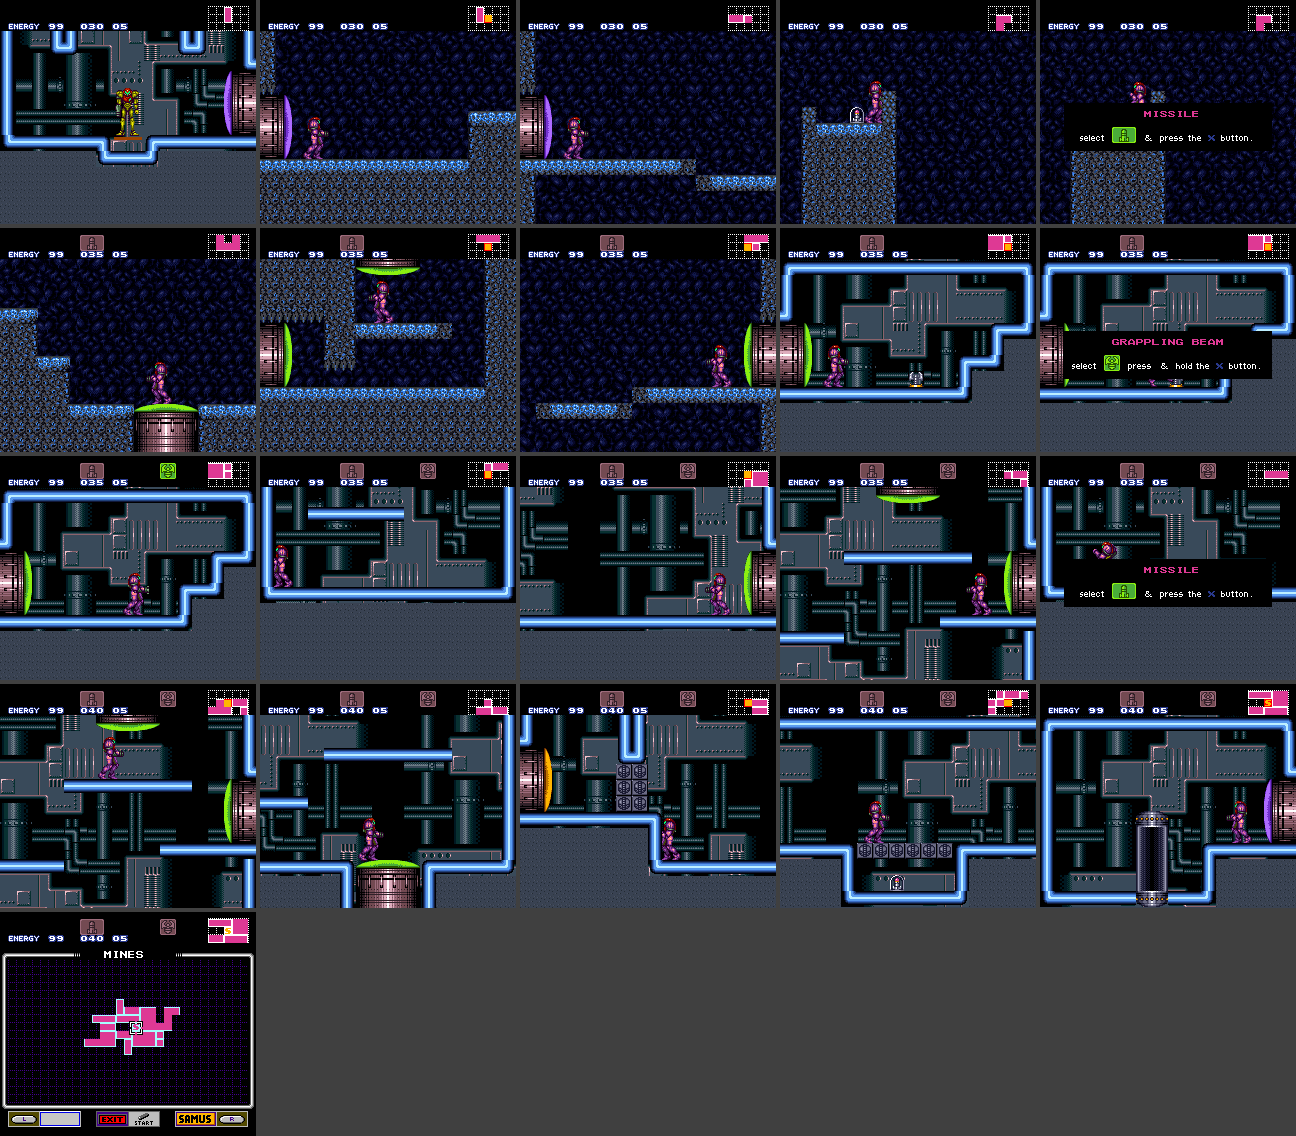 ENERGY 99 030 05
ENERGY 99 030 05
ENERGY 99 030 05
ENERGY 99 030 05
ENERGY 99 030 05
MISSILE
select & press the X button.
ENERGY 99 035 05
ENERGY 99 035 05
ENERGY 99 035 05
ENERGY 99 035 05
ENERGY 99 035 05
GRAPPLING BEAM
select press & hold the X button.
ENERGY 99 035 05
ENERGY 99 035 05
ENERGY 99 035 05
ENERGY 99 035 05
ENERGY 99 035 05
MISSILE
select & press the X button.
ENERGY 99 040 05
ENERGY 99 040 05
ENERGY 99 040 05
ENERGY 99 040 05
ENERGY 99 040 05
S
ENERGY 99 040 05
S
MINES
L EXIT START SAMUS R